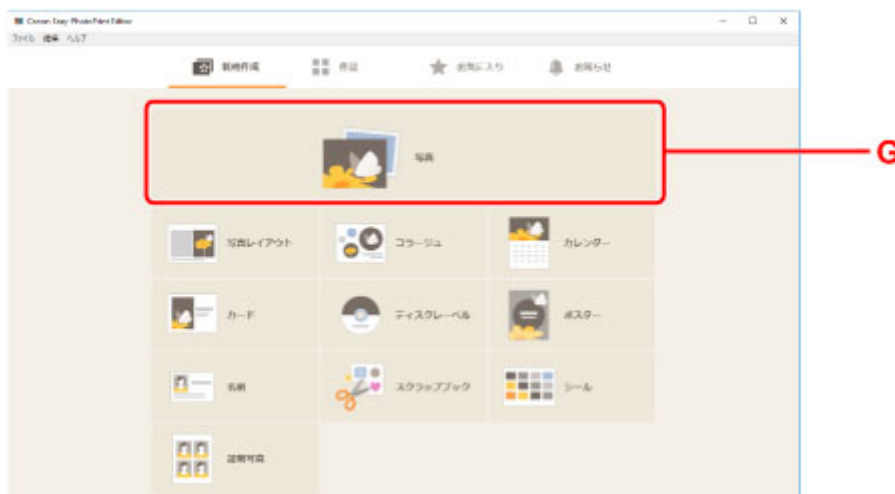 Canon Easy-PhotoPrint Editor
ファイル 編集 ヘルプ
新規作成 作品 お気に入り お知らせ
写真
G
写真レイアウト コラージュ カレンダー
カード ディスクレーベル ポスター
名刺 スクラップブック シール
証明写真